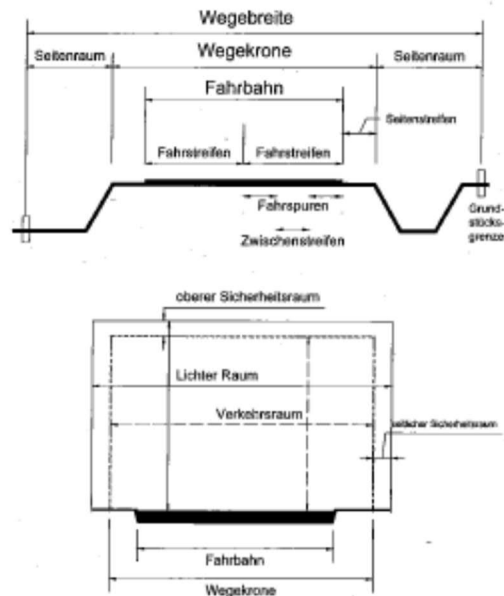 Wegebreite
Seitenraum
Wegekrone
Seitenraum
Fahrbahn
Seitenstreifen
Fahrstreifen
Fahrstreifen
Fahrspuren
Zwischenstreifen
Grund-
stücks-
grenze
oberer Sicherheitsraum
Lichter Raum
Verkehrsraum
seitlicher Sicherheitsraum
Fahrbahn
Wegekrone